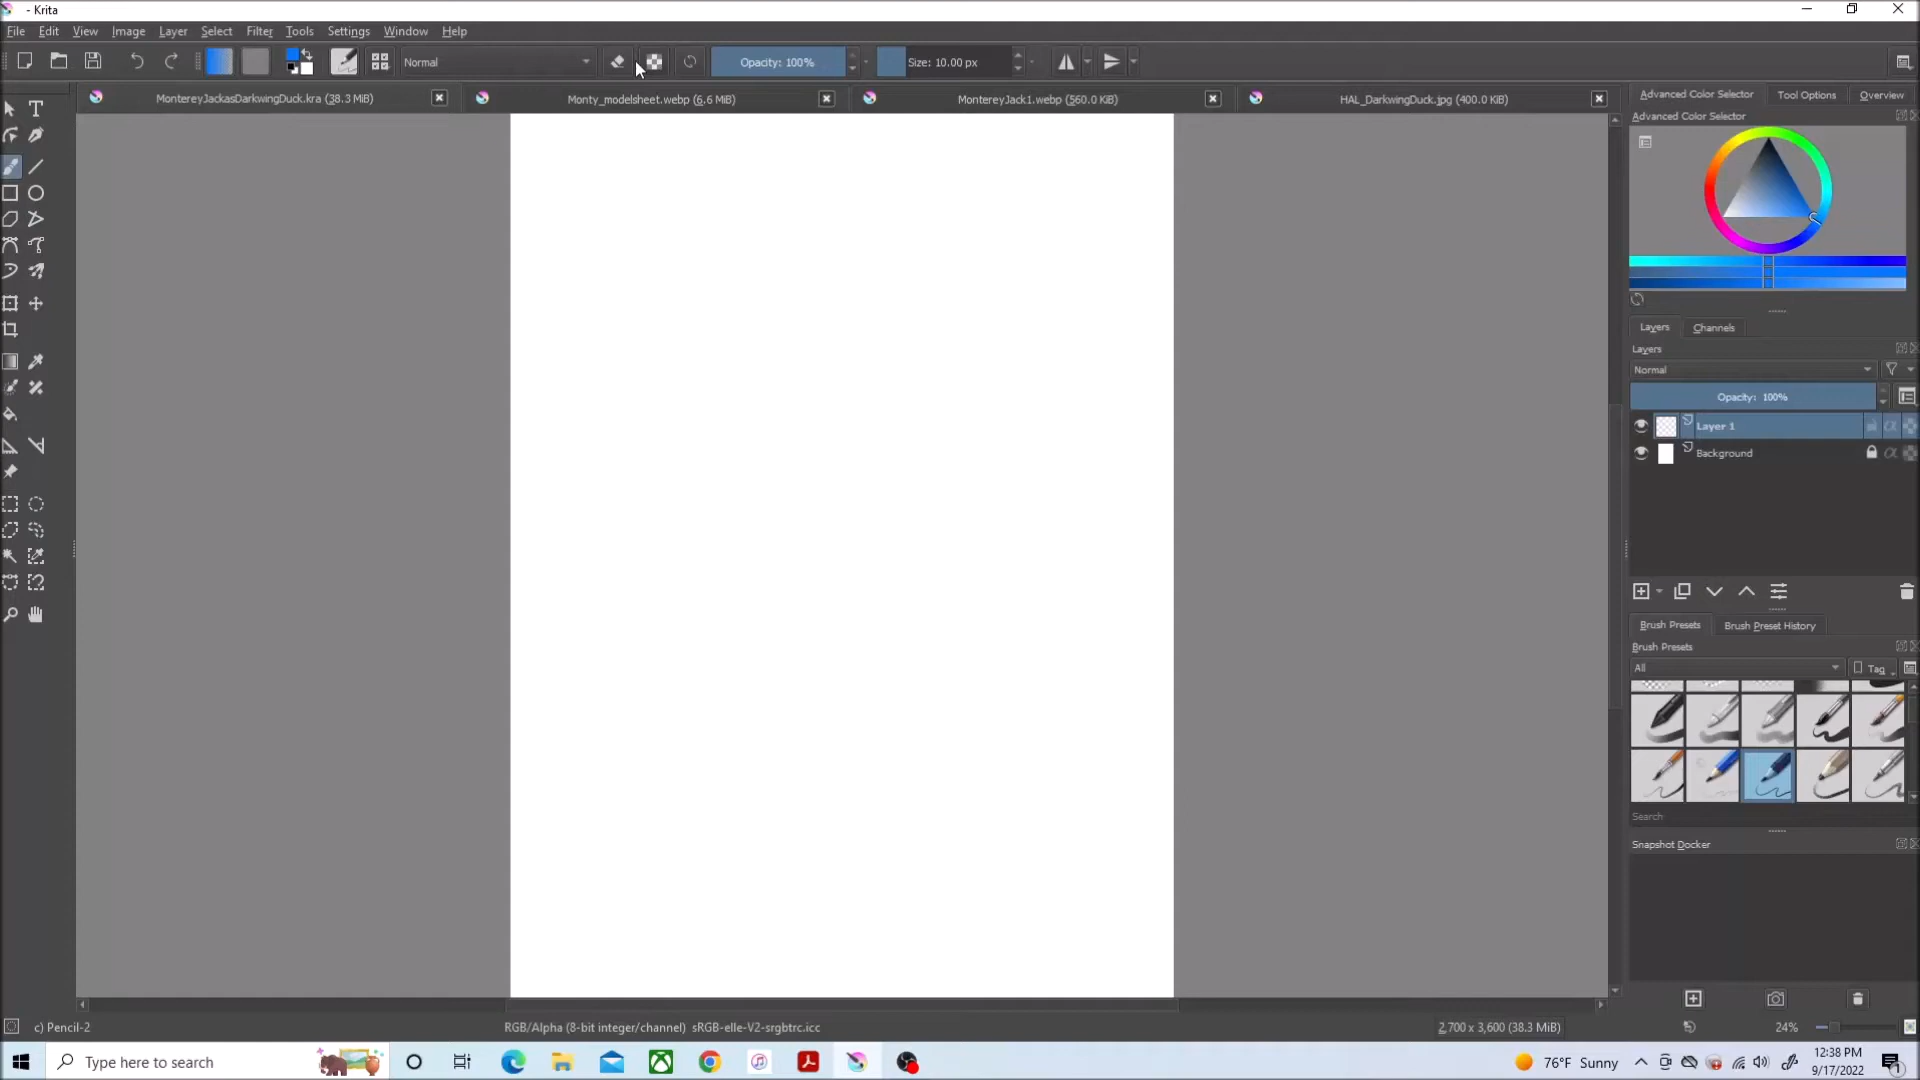 - Krita
File Edit View Image Layer Select Filter Tools Settings Window Help
Normal Opacity: 100% Size: 10.00 px
MontereyJackasDarkwingDuck.kra (38.3 MiB) Monty_modelsheet.webp (6.6 MiB) MontereyJack1.webp (560.0 KiB) HAL_DarkwingDuck.jpg (400.0 KiB)
Advanced Color Selector Tool Options Overview
Advanced Color Selector
Layers Channels
Layers
Normal
Opacity: 100%
Layer 1
Background
Brush Presets Brush Preset History
Brush Presets
All Tag
Search
Snapshot Docker
c) Pencil-2 RGB/Alpha (8-bit integer/channel) sRGB-elle-V2-srgbtrc.icc 2,700 x 3,600 (38.3 MiB) 24%
Type here to search 76°F Sunny 12:38 PM
9/17/2022